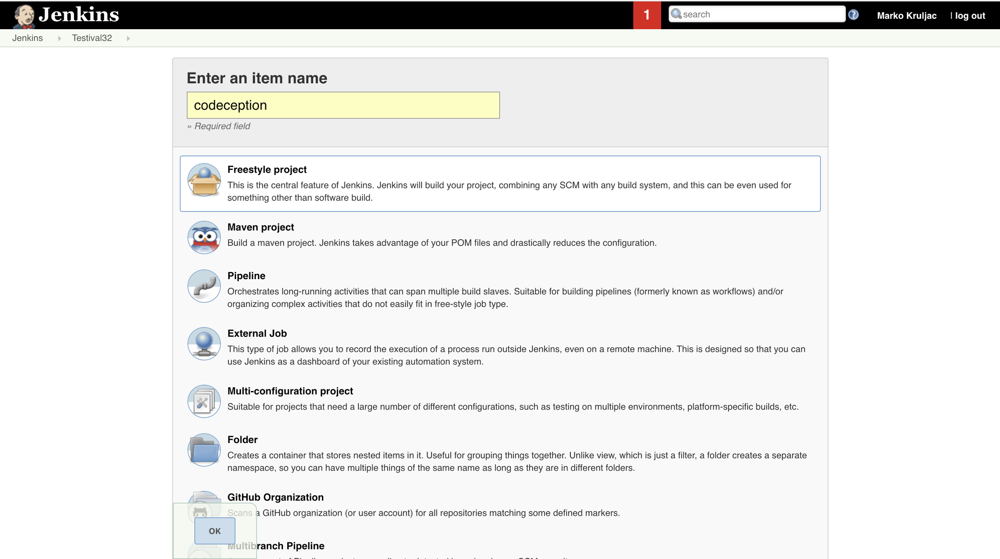 Jenkins
1
search
Marko Kruljac
| log out
Jenkins
Testival32
Enter an item name
codeception
» Required field
Freestyle project
This is the central feature of Jenkins. Jenkins will build your project, combining any SCM with any build system, and this can be even used for
something other than software build.
Maven project
Build a maven project. Jenkins takes advantage of your POM files and drastically reduces the configuration.
Pipeline
Orchestrates long-running activities that can span multiple build slaves. Suitable for building pipelines (formerly known as workflows) and/or
organizing complex activities that do not easily fit in free-style job type.
External Job
This type of job allows you to record the execution of a process run outside Jenkins, even on a remote machine. This is designed so that you can
use Jenkins as a dashboard of your existing automation system.
Multi-configuration project
Suitable for projects that need a large number of different configurations, such as testing on multiple environments, platform-specific builds, etc.
Folder
Creates a container that stores nested items in it. Useful for grouping things together. Unlike view, which is just a filter, a folder creates a separate
namespace, so you can have multiple things of the same name as long as they are in different folders.
GitHub Organization
Scans a GitHub organization (or user account) for all repositories matching some defined markers.
OK
Multibranch Pipeline